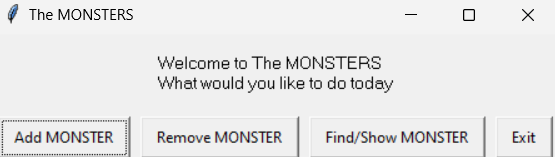 The MONSTERS
Welcome to The MONSTERS
What would you like to do today
Add MONSTER Remove MONSTER Find/Show MONSTER Exit